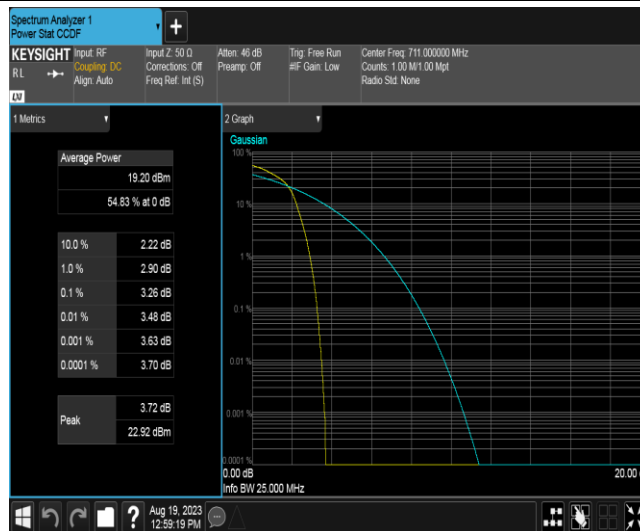 Spectrum Analyzer 1
Power Stat CCDF
KEYSIGHT
RL
Input: RF
Coupling: DC
Align: Auto
Input Z: 50 Ω
Corrections: Off
Freq Ref: Int (S)
Atten: 46 dB
Preamp: Off
Trig: Free Run
#IF Gain: Low
Center Freq: 711.000000 MHz
Counts: 1.00 M/1.00 Mpt
Radio Std: None
1 Metrics
Average Power
19.20 dBm
54.83 % at 0 dB
10.0 % 2.22 dB
1.0 % 2.90 dB
0.1 % 3.26 dB
0.01 % 3.48 dB
0.001 % 3.63 dB
0.0001 % 3.70 dB
Peak
3.72 dB
22.92 dBm
2 Graph
Gaussian
100 %
10 %
1 %
0.1 %
0.01 %
0.001 %
0.0001 %
0.00 dB
20.00
Info BW 25.000 MHz
?
Aug 19, 2023
12:59:19 PM